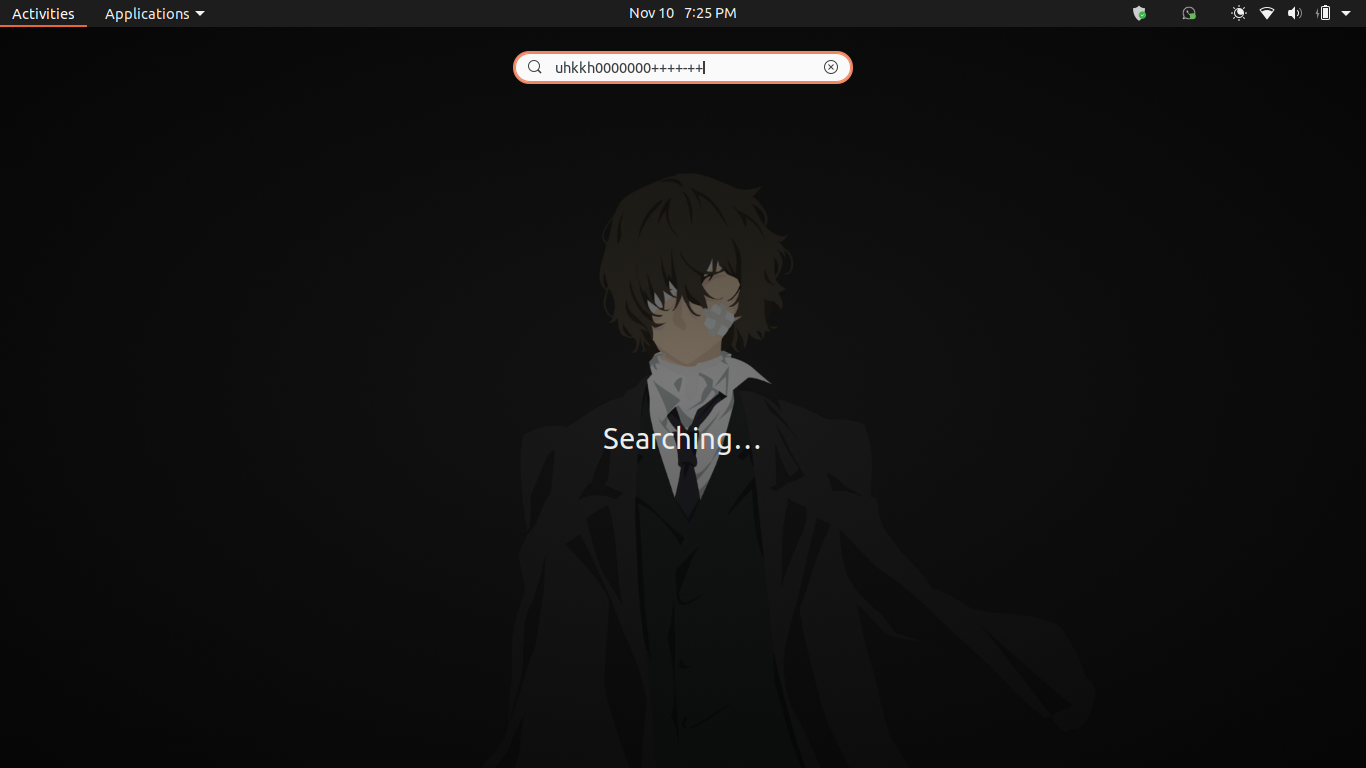 Activities Applications Nov 10 7:25 PM
uhkkh0000000++++-++
Searching...